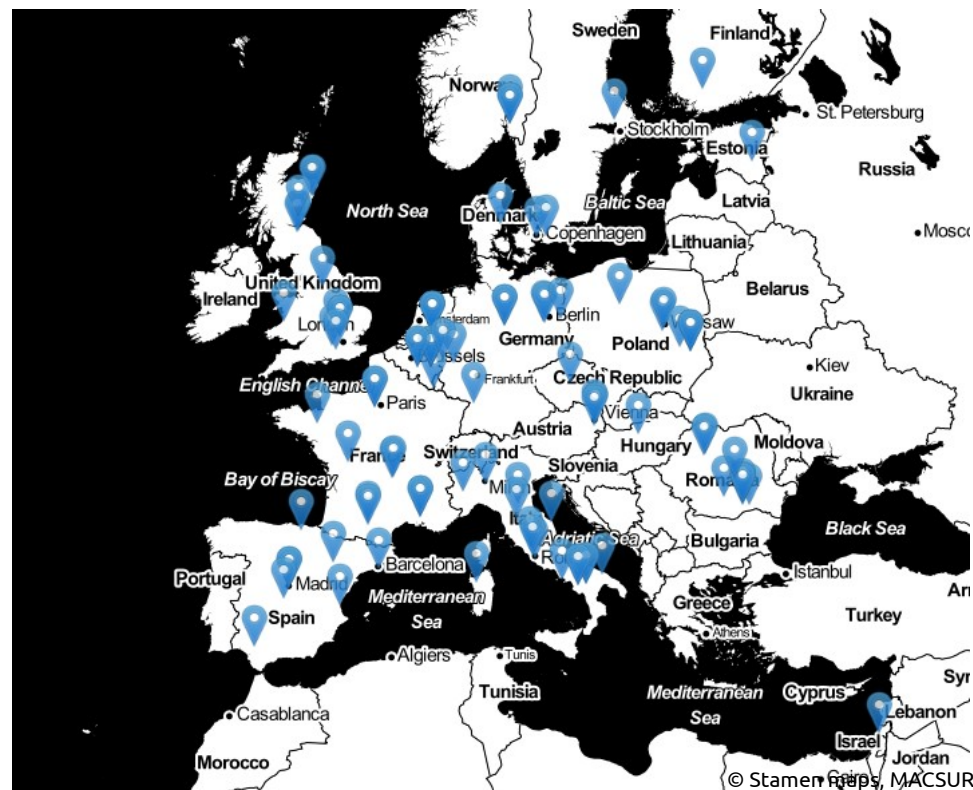 Sweden
Finland
Norway
St. Petersburg
Stockholm
Estonia
Russia
North Sea
Baltic Sea
Latvia
Denmark
Copenhagen
Mosco
Lithuania
United Kingdom
Ireland
Belarus
London
Amsterdam
Berlin
Warsaw
Germany
Poland
Brussels
Kiev
English Channel
Frankfurt
Czech Republic
Ukraine
Paris
Vienna
Austria
France
Switzerland
Hungary
Moldova
Slovenia
Bay of Biscay
Milan
Romania
Italy
Adriatic Sea
Black Sea
Bulgaria
Barcelona
Istanbul
Portugal
Madrid
Mediterranean
Sea
Greece
Ar
Spain
Athens
Turkey
Algiers
Tunis
Syr
Tunisia
Mediterranean
Sea
Cyprus
Casablanca
Lebanon
Israel
Morocco
Jordan
Cairo
© Stamen maps, MACSUR